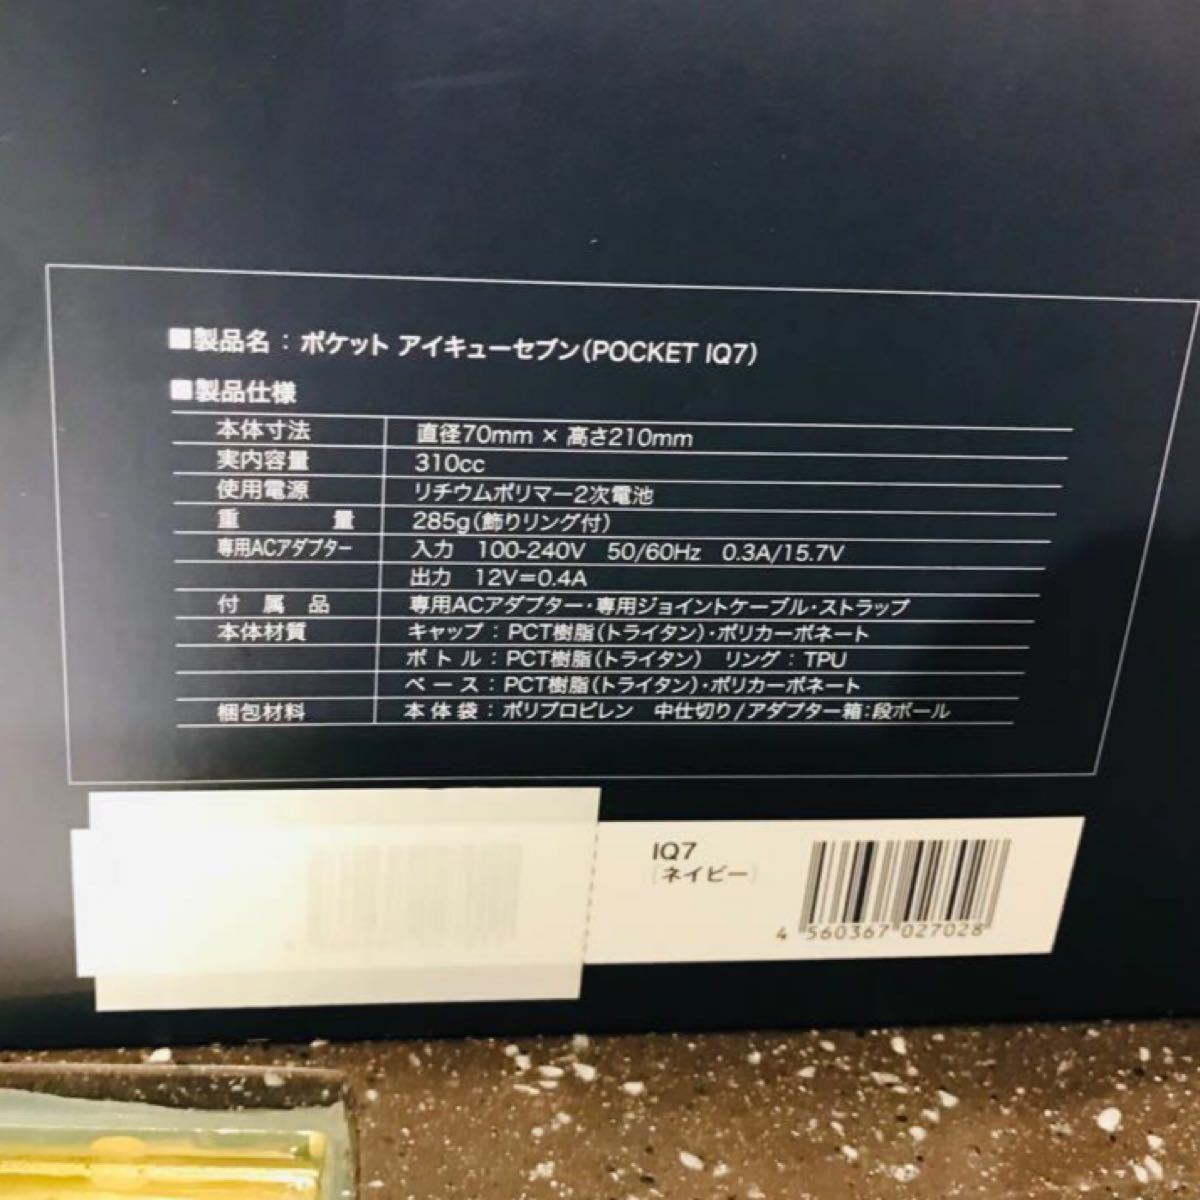 ■製品名：ポケット アイキューセブン(POCKET IQ7)
■製品仕様
本体寸法 直径70mm × 高さ210mm
実内容量 310cc
使用電源 リチウムポリマー2次電池
重 量 285g(飾りリング付)
専用ACアダプター 入力 100-240V 50/60Hz 0.3A/15.7V
出力 12V=0.4A
付 属 品 専用ACアダプター・専用ジョイントケーブル・ストラップ
本体材質 キャップ：PCT樹脂(トライタン)・ポリカーボネート
ボ ト ル：PCT樹脂(トライタン) リング：TPU
ベ ー ス：PCT樹脂(トライタン)・ポリカーボネート
梱包材料 本 体 袋：ポリプロピレン 中仕切り/アダプター箱：段ボール
IQ7
[ネイビー]
4 560367 027028